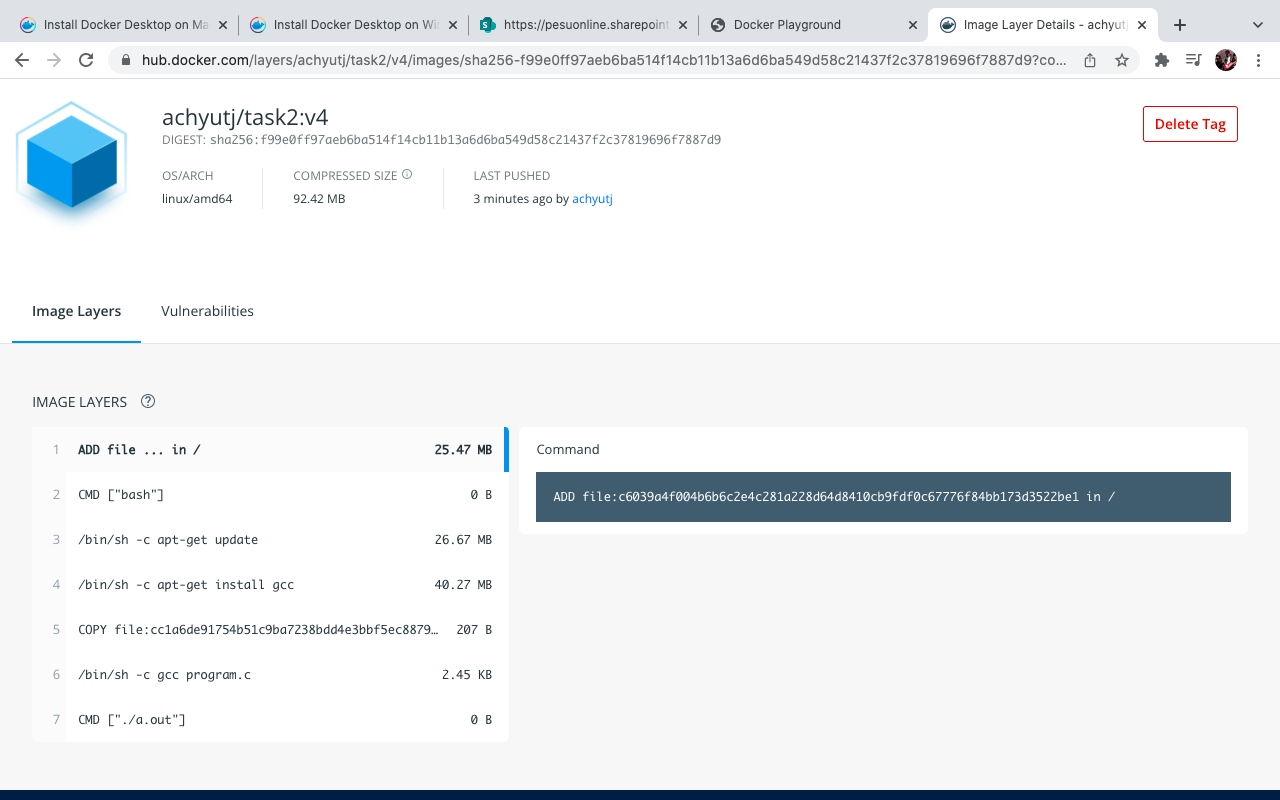 Install Docker Desktop on Ma
Install Docker Desktop on Wi
https://pesuonline.sharepoint
Docker Playground
Image Layer Details - achyutj
hub.docker.com/layers/achyutj/task2/v4/images/sha256-f99e0ff97aeb6ba514f14cb11b13a6d6ba549d58c21437f2c37819696f7887d9?co...
achyutj/task2:v4
DIGEST: sha256:f99e0ff97aeb6ba514f14cb11b13a6d6ba549d58c21437f2c37819696f7887d9
Delete Tag
OS/ARCH
linux/amd64
COMPRESSED SIZE
92.42 MB
LAST PUSHED
3 minutes ago by achyutj
Image Layers
Vulnerabilities
IMAGE LAYERS
1 ADD file ... in / 25.47 MB
2 CMD ["bash"] 0 B
3 /bin/sh -c apt-get update 26.67 MB
4 /bin/sh -c apt-get install gcc 40.27 MB
5 COPY file:cc1a6de91754b51c9ba7238bdd4e3bbf5ec8879… 207 B
6 /bin/sh -c gcc program.c 2.45 KB
7 CMD ["./a.out"] 0 B
Command
ADD file:c6039a4f004b6b6c2e4c281a228d64d8410cb9fdf0c67776f84bb173d3522be1 in /